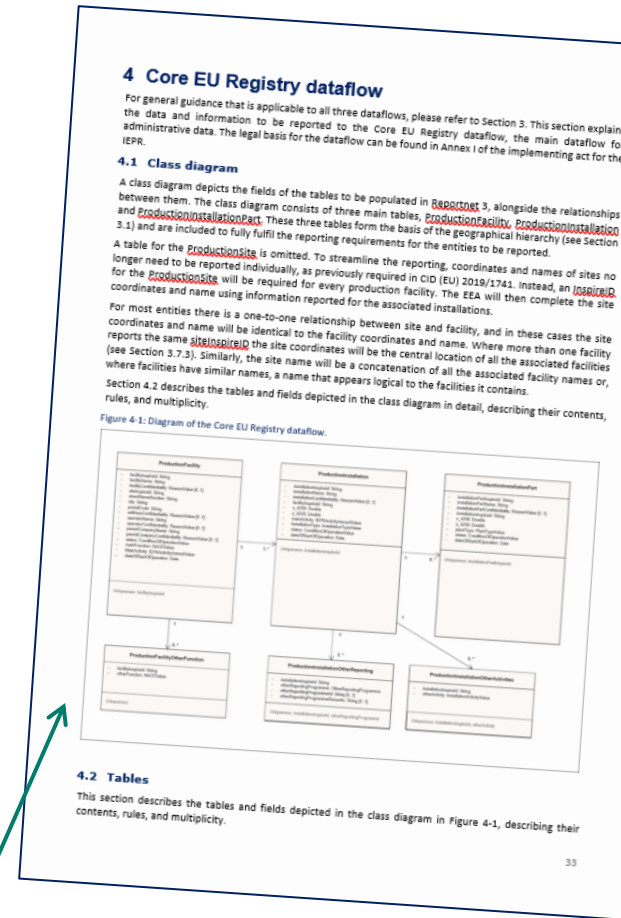 4 Core EU Registry dataflow
For general guidance that is applicable to all three dataflows, please refer to Section 3. This section explain
the data and information to be reported to the Core EU Registry dataflow, the main dataflow fo
administrative data. The legal basis for the dataflow can be found in Annex I of the implementing act for the
IEPR.
4.1 Class diagram
A class diagram depicts the fields of the tables to be populated in Reportnet 3, alongside the relationships
between them. The class diagram consists of three main tables, ProductionFacility, ProductionInstallation
and ProductionInstallationPart. These three tables form the basis of the geographical hierarchy (see Section
3.1) and are included to fully fulfil the reporting requirements for the entities to be reported.
A table for the ProductionSite is omitted. To streamline the reporting, coordinates and names of sites no
longer need to be reported individually, as previously required in CID (EU) 2019/1741. Instead, an InspireID
for the ProductionSite will be required for every production facility. The EEA will then complete the site
coordinates and name using information reported for the associated installations.
For most entities there is a one-to-one relationship between site and facility, and in these cases the site
coordinates and name will be identical to the facility coordinates and name. Where more than one facility
reports the same siteInspireID the site coordinates will be the central location of all the associated facilities
(see Section 3.7.3). Similarly, the site name will be a concatenation of all the associated facility names or,
where facilities have similar names, a name that appears logical to the facilities it contains.
Section 4.2 describes the tables and fields depicted in the class diagram in detail, describing their contents,
rules, and multiplicity.
Figure 4-1: Diagram of the Core EU Registry dataflow.
ProductionFacility
ProductionInstallation
ProductionInstallationPart
ProductionFacilityOtherFunction
ProductionInstallationOtherReporting
ProductionInstallationOtherActivities
4.2 Tables
This section describes the tables and fields depicted in the class diagram in Figure 4-1, describing their
contents, rules, and multiplicity.
33